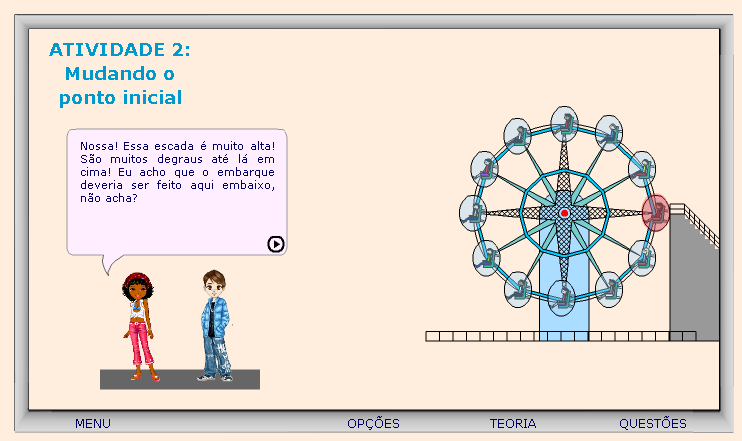 ATIVIDADE 2:
Mudando o
ponto inicial
Nossa! Essa escada é muito alta!
São muitos degraus até lá em
cima! Eu acho que o embarque
deveria ser feito aqui embaixo,
não acha?
MENU
OPÇÕES
TEORIA
QUESTÕES